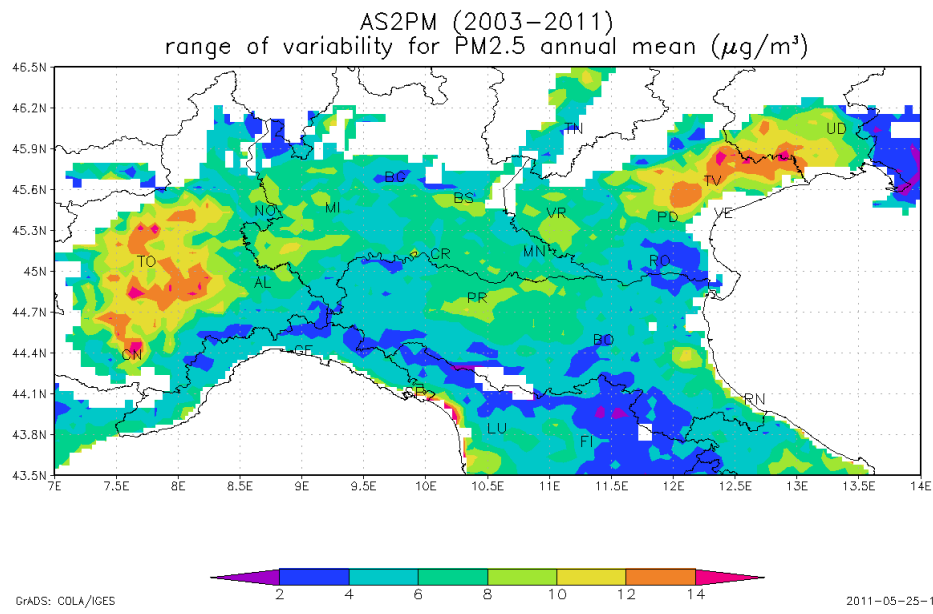 AS2PM (2003−2011)
range of variability for PM2.5 annual mean (μg/m³)
46.5N
46.2N
TN
UD
45.9N
BG
TV
45.6N
BS
NO
MI
VR
PD
VE
45.3N
CR
MN
TO
RO
45N
AL
PR
44.7N
BO
44.4N
CN
GE
44.1N
RN
LU
43.8N
FI
43.5N
7E 7.5E 8E 8.5E 9E 9.5E 10E 10.5E 11E 11.5E 12E 12.5E 13E 13.5E 14E
2 4 6 8 10 12 14
GrADS: COLA/IGES
2011−05−25−1